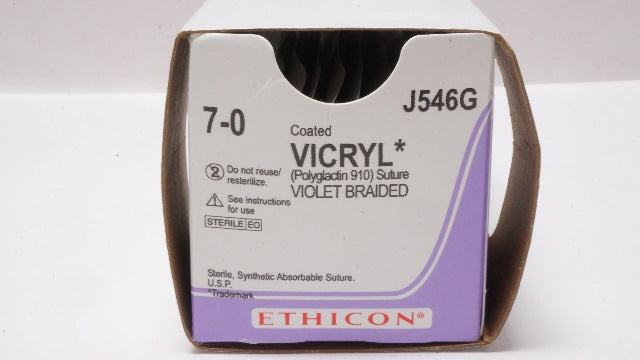 J546G
7-0
Coated
VICRYL*
(Polyglactin 910) Suture
VIOLET BRAIDED
2 Do not reuse/
resterilize.
See instructions
for use
STERILE EO
Sterile, Synthetic Absorbable Suture.
U.S.P.
*Trademark
ETHICON®